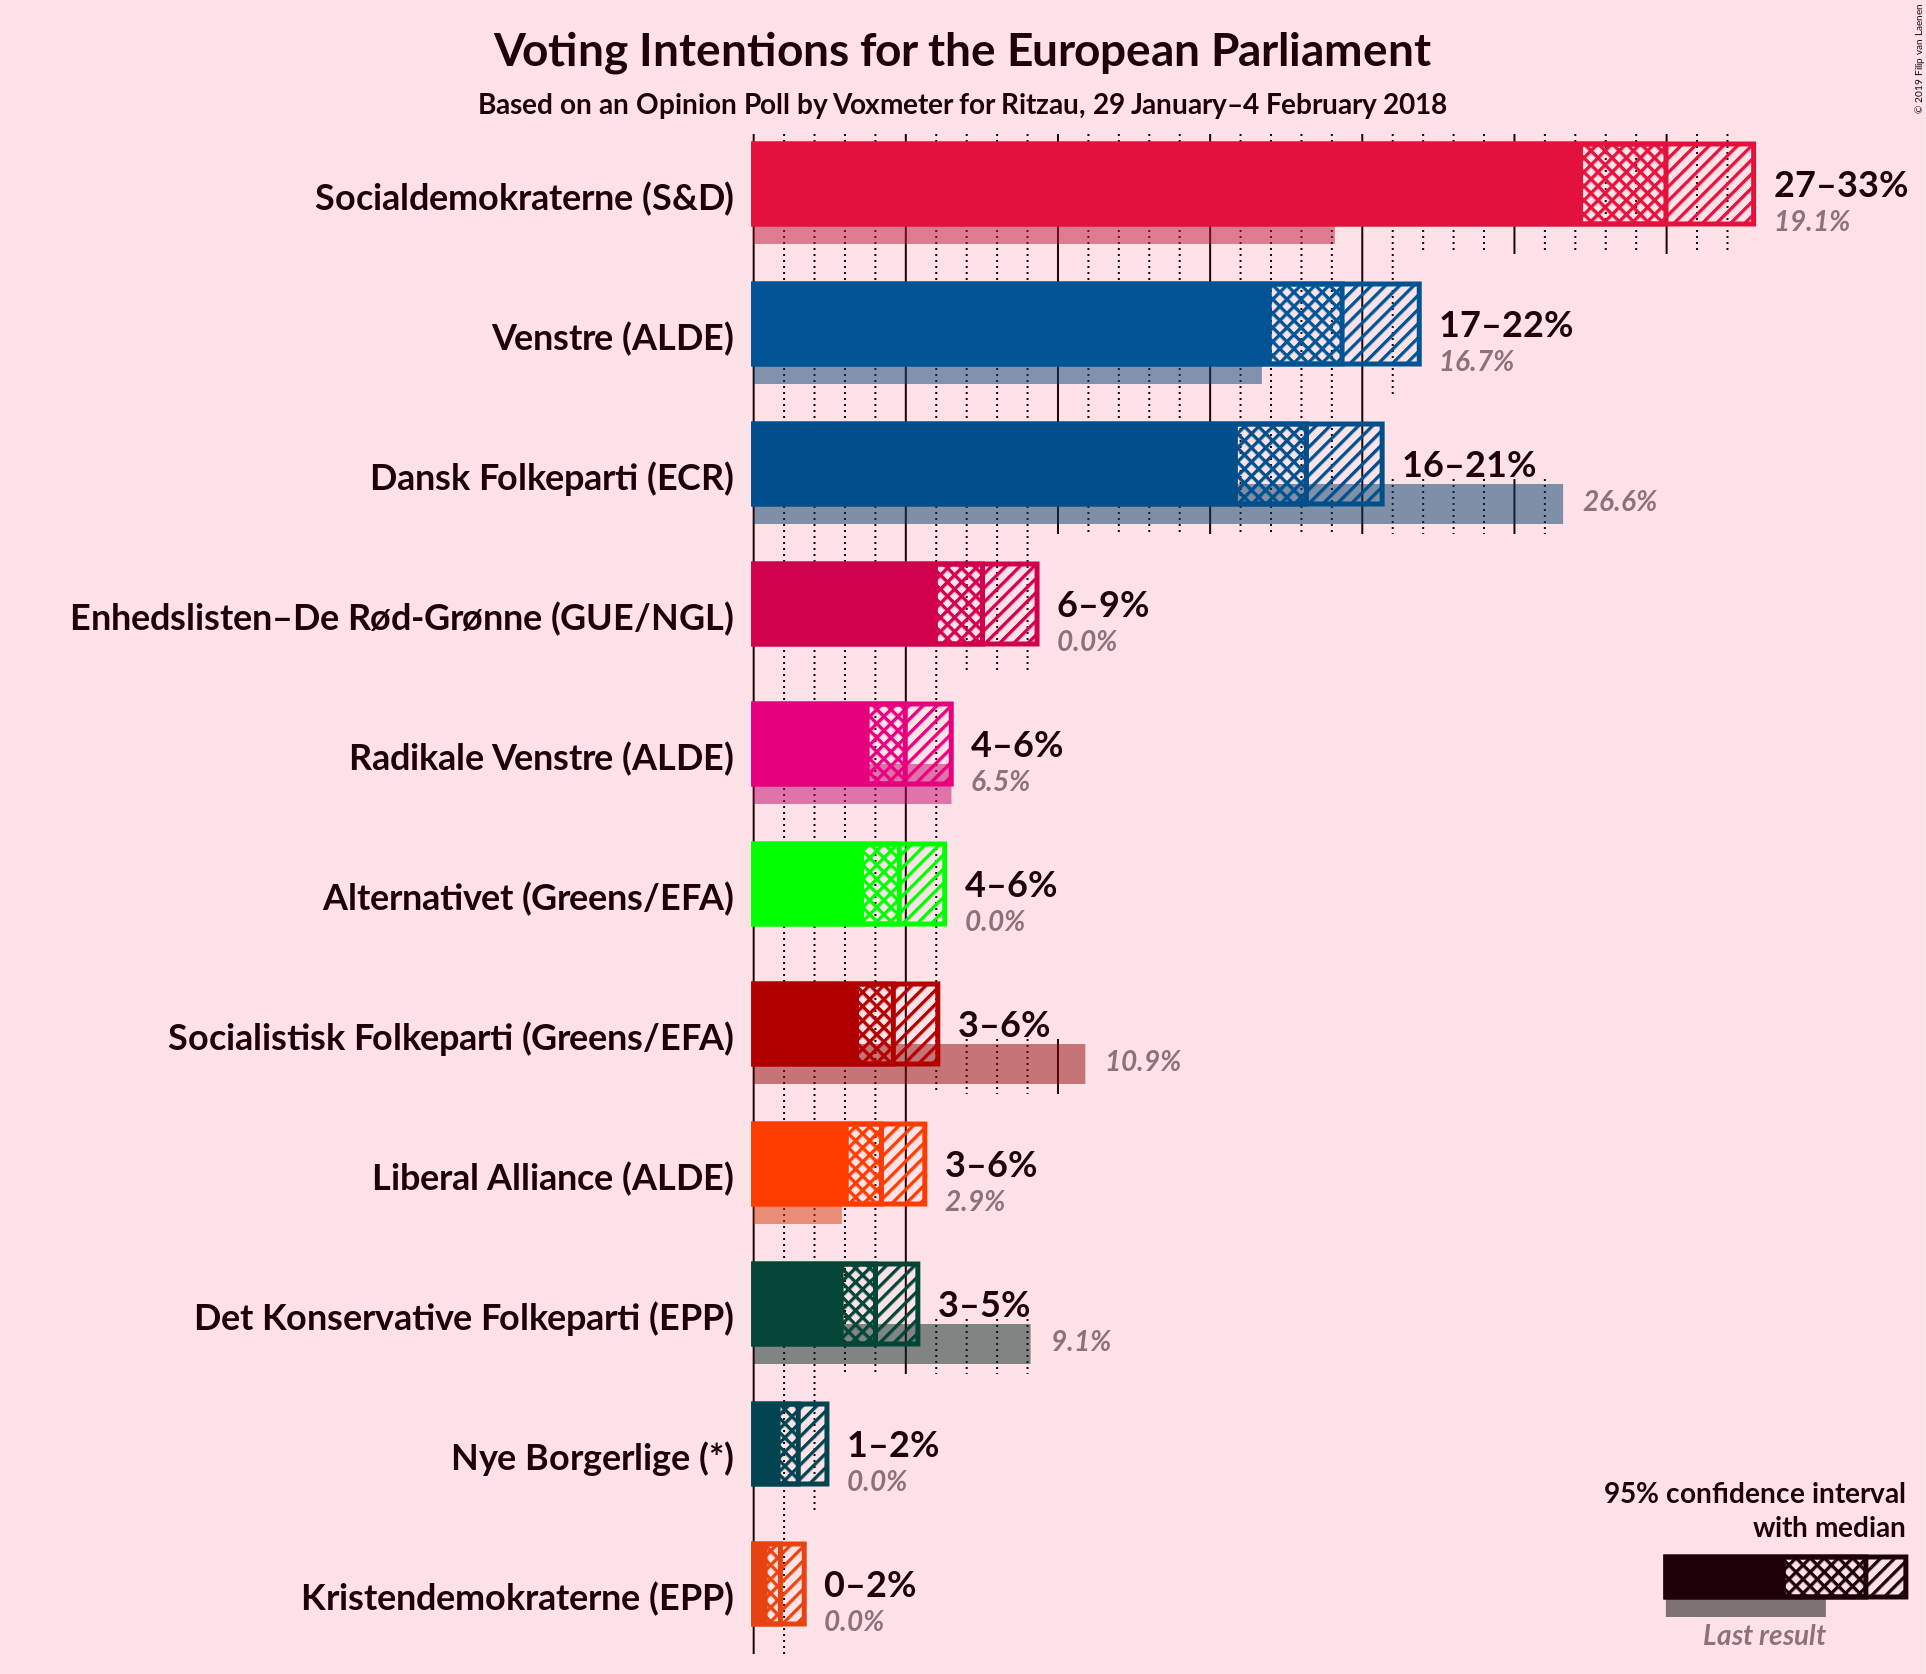 Voting Intentions for the European Parliament
Based on an Opinion Poll by Voxmeter for Ritzau, 29 January–4 February 2018
© 2019 Filip van Laenen
Socialdemokraterne (S&D)
27–33%
19.1%
Venstre (ALDE)
17–22%
16.7%
Dansk Folkeparti (ECR)
16–21%
26.6%
Enhedslisten–De Rød-Grønne (GUE/NGL)
6–9%
0.0%
Radikale Venstre (ALDE)
4–6%
6.5%
Alternativet (Greens/EFA)
4–6%
0.0%
Socialistisk Folkeparti (Greens/EFA)
3–6%
10.9%
Liberal Alliance (ALDE)
3–6%
2.9%
Det Konservative Folkeparti (EPP)
3–5%
9.1%
Nye Borgerlige (*)
1–2%
0.0%
Kristendemokraterne (EPP)
0–2%
0.0%
95% confidence interval
with median
Last result